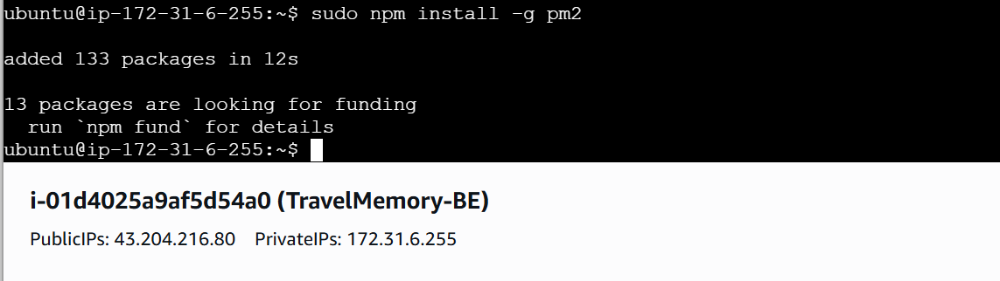 ubuntu@ip-172-31-6-255:~$ sudo npm install -g pm2
added 133 packages in 12s
13 packages are looking for funding
  run `npm fund` for details
ubuntu@ip-172-31-6-255:~$
i-01d4025a9af5d54a0 (TravelMemory-BE)
PublicIPs: 43.204.216.80    PrivateIPs: 172.31.6.255